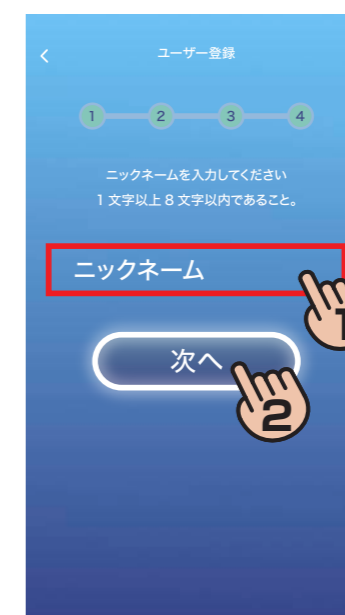 ユーザー登録
1 2 3 4
ニックネームを入力してください
1 文字以上 8 文字以内であること。
ニックネーム
1
次へ
2